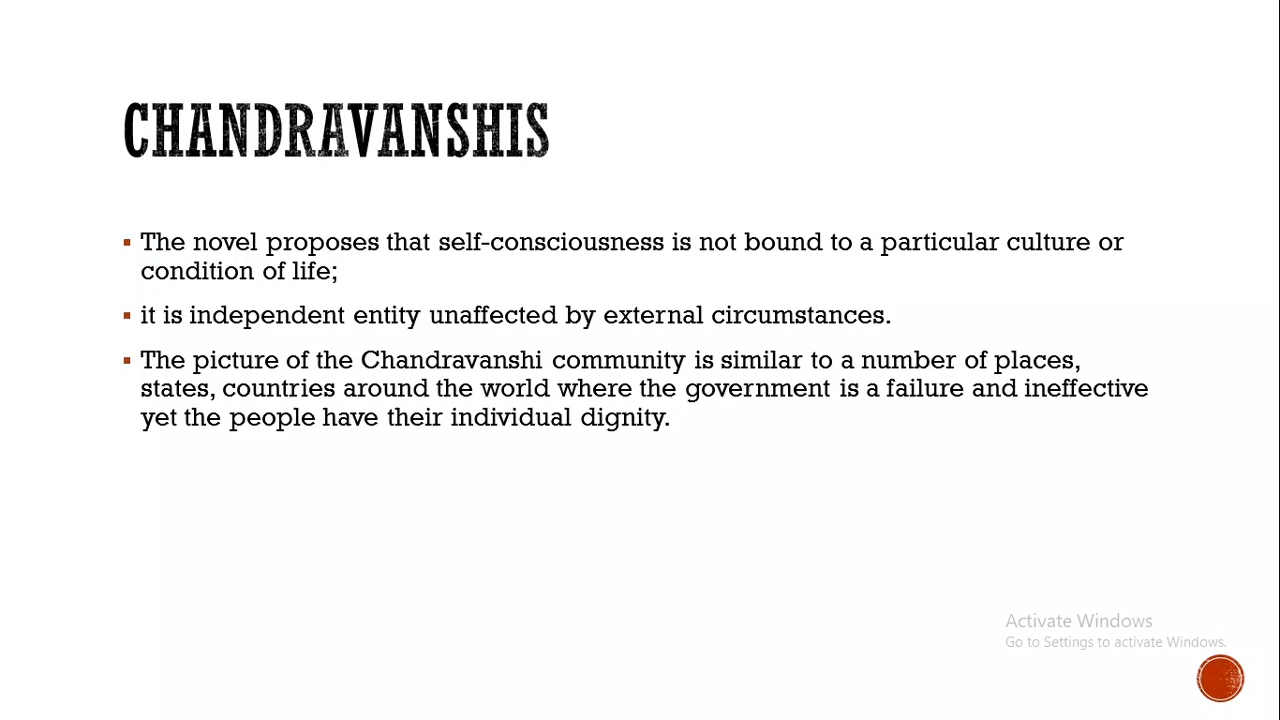 CHANDRAVANSHIS
The novel proposes that self-consciousness is not bound to a particular culture or
condition of life;
it is independent entity unaffected by external circumstances.
The picture of the Chandravanshi community is similar to a number of places,
states, countries around the world where the government is a failure and ineffective
yet the people have their individual dignity.
Activate Windows
Go to Settings to activate Windows.